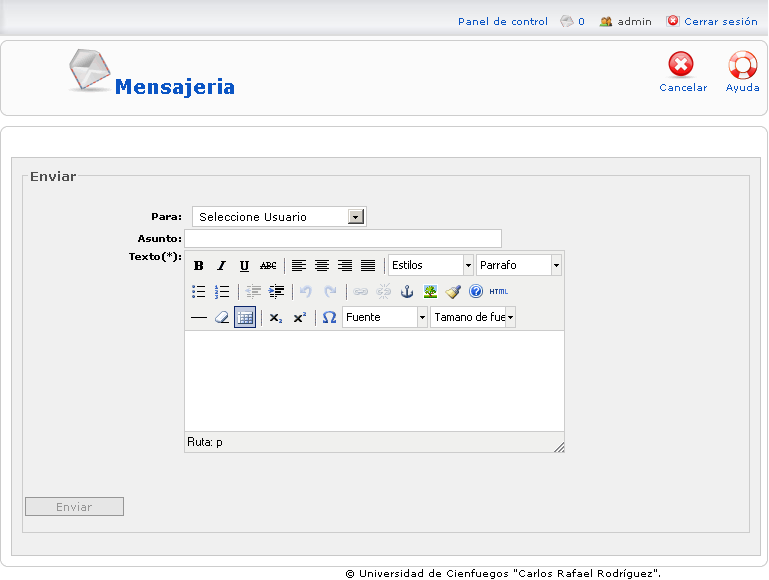 Panel de control 0 admin Cerrar sesión
Mensajeria
Cancelar Ayuda
Enviar
Para: Seleccione Usuario
Asunto:
Texto(*):
B I U ABC Estilos Parrafo
HTML
x₂ x² Ω Fuente Tamano de fue
Ruta: p
Enviar
© Universidad de Cienfuegos "Carlos Rafael Rodríguez".